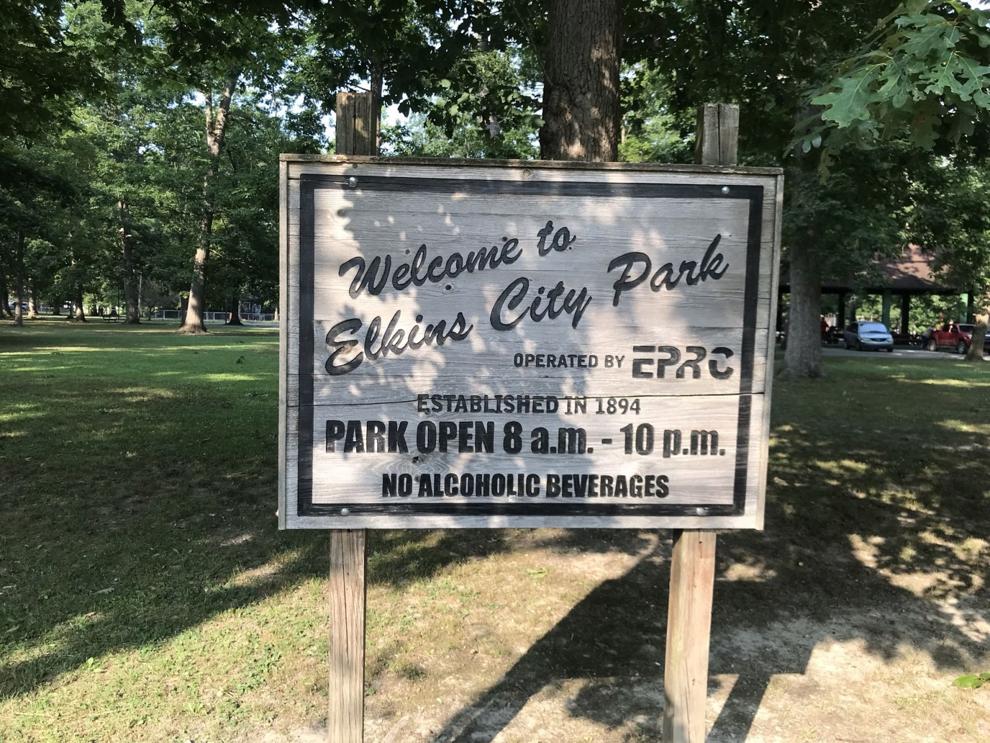 Welcome to
Elkins City Park
OPERATED BY EPRC
ESTABLISHED IN 1894
PARK OPEN 8 a.m. - 10 p.m.
NO ALCOHOLIC BEVERAGES